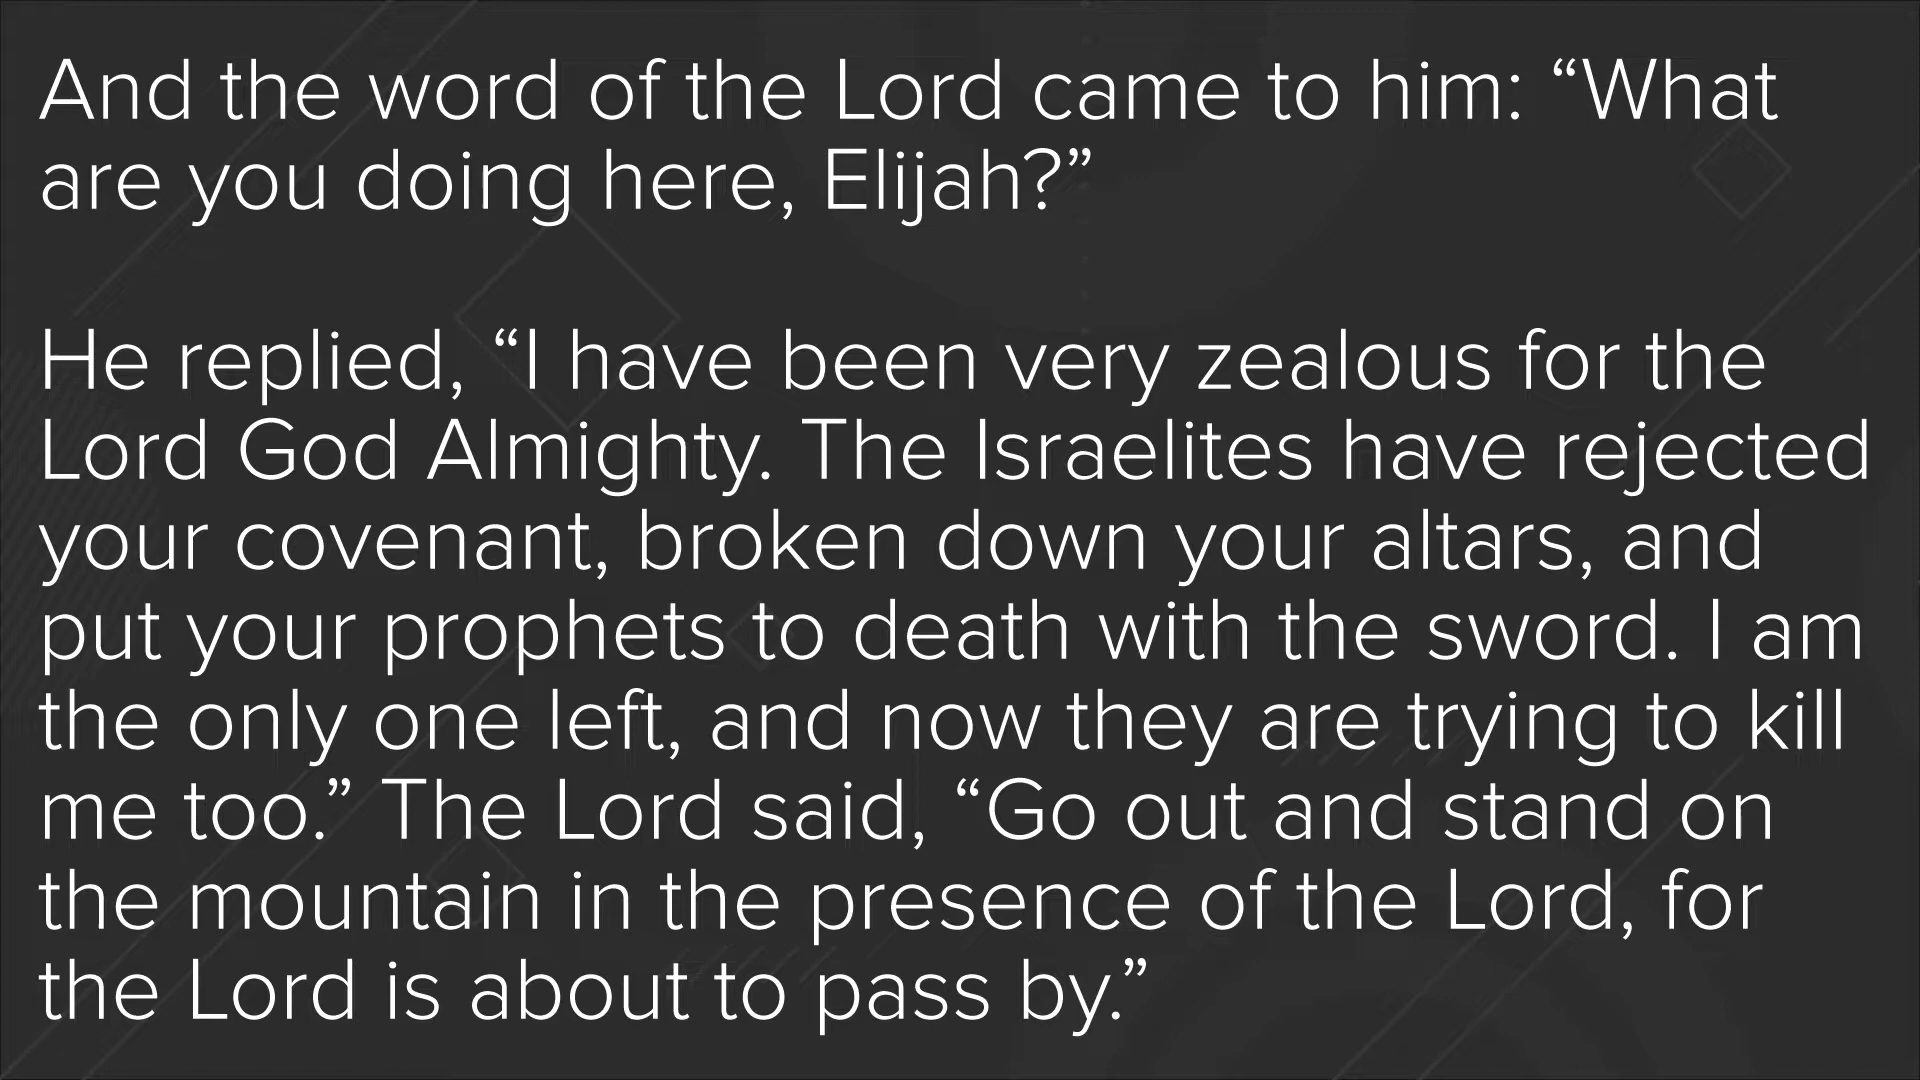 And the word of the Lord came to him: “What
are you doing here, Elijah?”
He replied, “I have been very zealous for the
Lord God Almighty. The Israelites have rejected
your covenant, broken down your altars, and
put your prophets to death with the sword. I am
the only one left, and now they are trying to kill
me too.” The Lord said, “Go out and stand on
the mountain in the presence of the Lord, for
the Lord is about to pass by.”